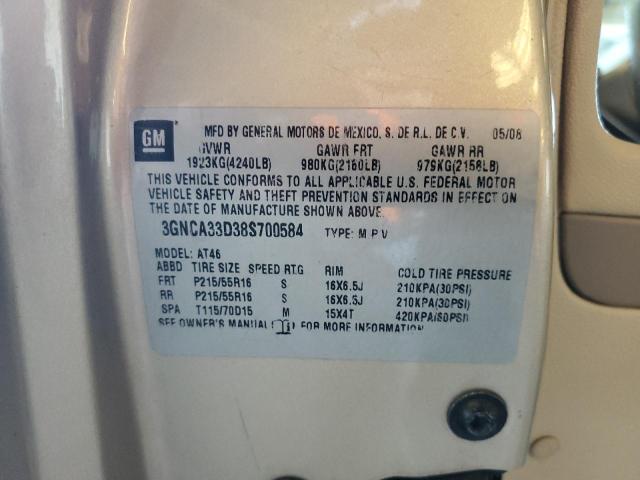 GM MFD BY GENERAL MOTORS DE MEXICO, S. DE R.L. DE C.V. 05/08
GVWR GAWR FRT GAWR RR
1923KG(4240LB) 980KG(2160LB) 979KG(2158LB)
THIS VEHICLE CONFORMS TO ALL APPLICABLE U.S. FEDERAL MOTOR
VEHICLE SAFETY AND THEFT PREVENTION STANDARDS IN EFFECT ON
THE DATE OF MANUFACTURE SHOWN ABOVE.
3GNCA33D38S700584 TYPE: M P V
MODEL: AT46
ABBD TIRE SIZE SPEED RTG RIM COLD TIRE PRESSURE
FRT P215/55R16 S 16X6.5J 210KPA(30PSI)
RR P215/55R16 S 16X6.5J 210KPA(30PSI)
SPA T115/70D15 M 15X4T 420KPA(60PSI)
SEE OWNER'S MANUAL ( ) FOR MORE INFORMATION